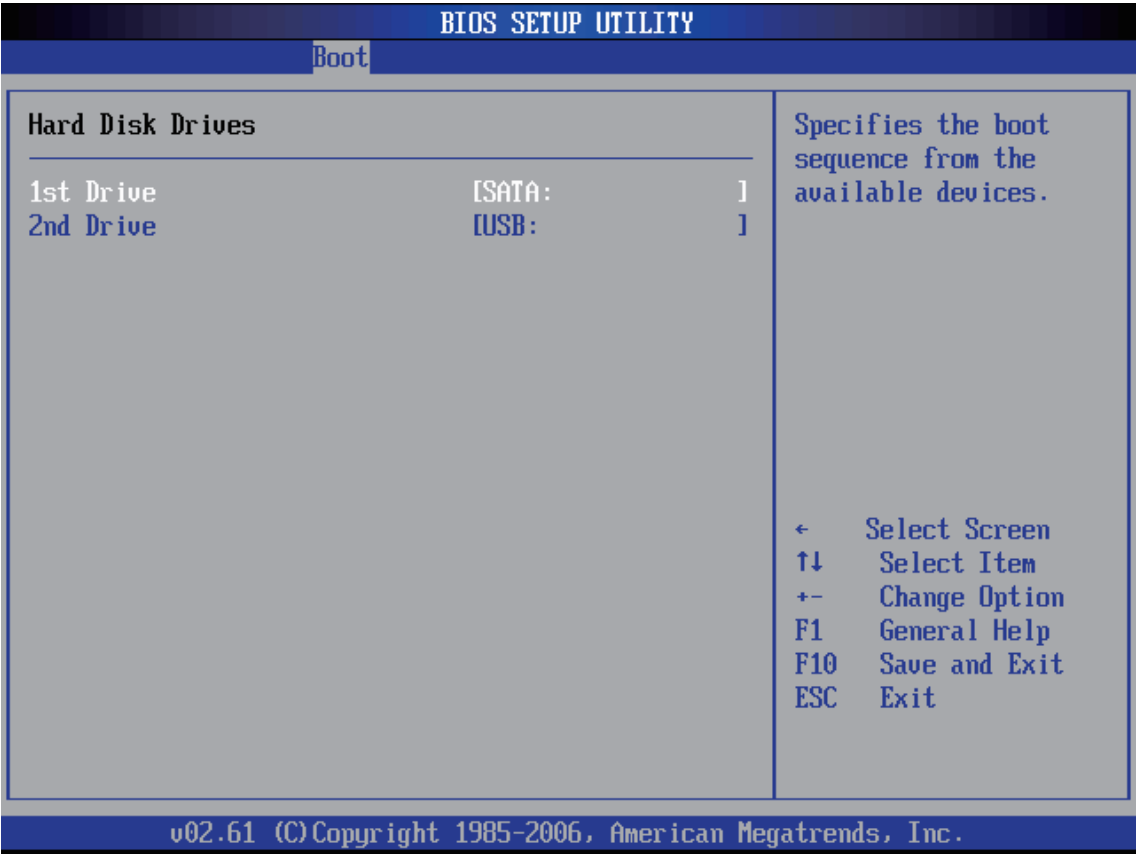 BIOS SETUP UTILITY
Boot
Hard Disk Drives
1st Drive [SATA: ]
2nd Drive [USB: ]
Specifies the boot
sequence from the
available devices.
← Select Screen
↑↓ Select Item
+- Change Option
F1 General Help
F10 Save and Exit
ESC Exit
v02.61 (C)Copyright 1985-2006, American Megatrends, Inc.